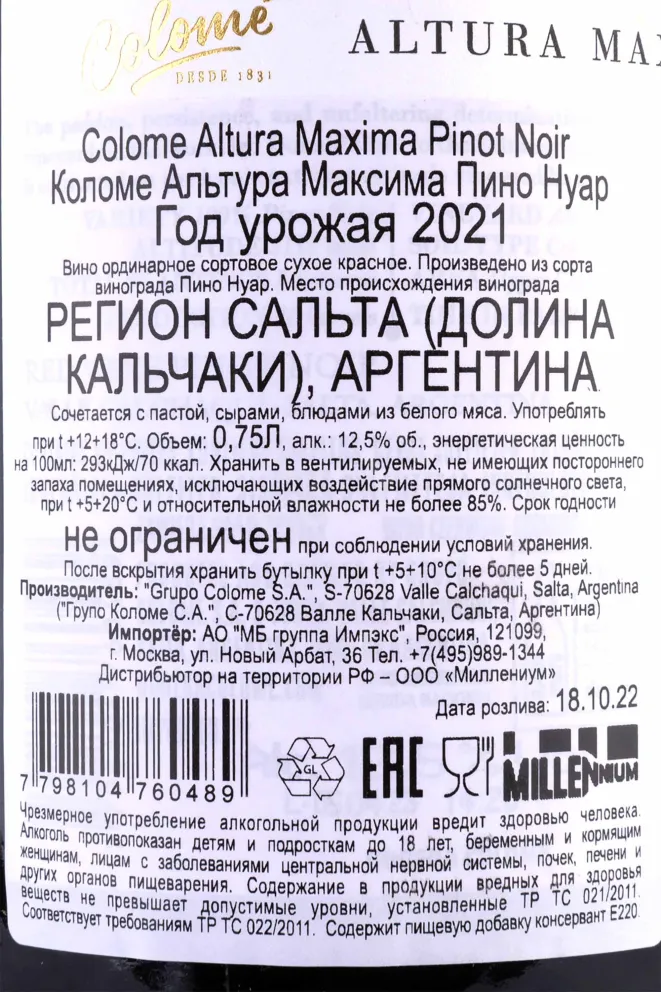 Colomé
DESDE 1831
ALTURA MA
Colome Altura Maxima Pinot Noir
Коломе Альтура Максима Пино Нуар
Год урожая 2021
Вино ординарное сортовое сухое красное. Произведено из сорта
винограда Пино Нуар. Место происхождения винограда
РЕГИОН САЛЬТА (ДОЛИНА
КАЛЬЧАКИ), АРГЕНТИНА.
Сочетается с пастой, сырами, блюдами из белого мяса. Употреблять
при t +12+18°C. Объем: 0,75Л, алк.: 12,5% об., энергетическая ценность
на 100мл: 293кДж/70 ккал. Хранить в вентилируемых, не имеющих постороннего
запаха помещениях, исключающих воздействие прямого солнечного света,
при t +5+20°C и относительной влажности не более 85%. Срок годности
не ограничен при соблюдении условий хранения.
После вскрытия хранить бутылку при t +5+10°C не более 5 дней.
Производитель: "Grupo Colome S.A.", S-70628 Valle Calchaqui, Salta, Argentina
("Групо Коломе С.А.", С-70628 Валле Кальчаки, Сальта, Аргентина)
Импортёр: АО "МБ группа Импэкс", Россия, 121099,
г. Москва, ул. Новый Арбат, 36 Тел. +7(495)989-1344
Дистрибьютор на территории РФ – ООО «Миллениум»
Дата розлива: 18.10.22
7 798104 760489
GL
EAC
MILLENNIUM
Чрезмерное употребление алкогольной продукции вредит здоровью человека.
Алкоголь противопоказан детям и подросткам до 18 лет, беременным и кормящим
женщинам, лицам с заболеваниями центральной нервной системы, почек, печени и
других органов пищеварения. Содержание в продукции вредных для здоровья
веществ не превышает допустимые уровни, установленные ТР ТС 021/2011.
Соответствует требованиям ТР ТС 022/2011. Содержит пищевую добавку консервант Е220.